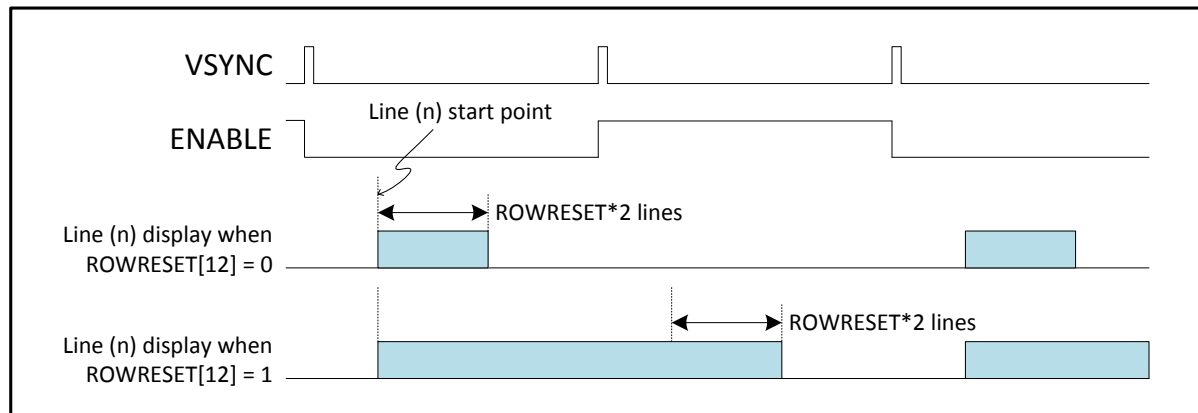 VSYNC
Line (n) start point
ENABLE
ROWRESET*2 lines
Line (n) display when
ROWRESET[12] = 0
ROWRESET*2 lines
Line (n) display when
ROWRESET[12] = 1